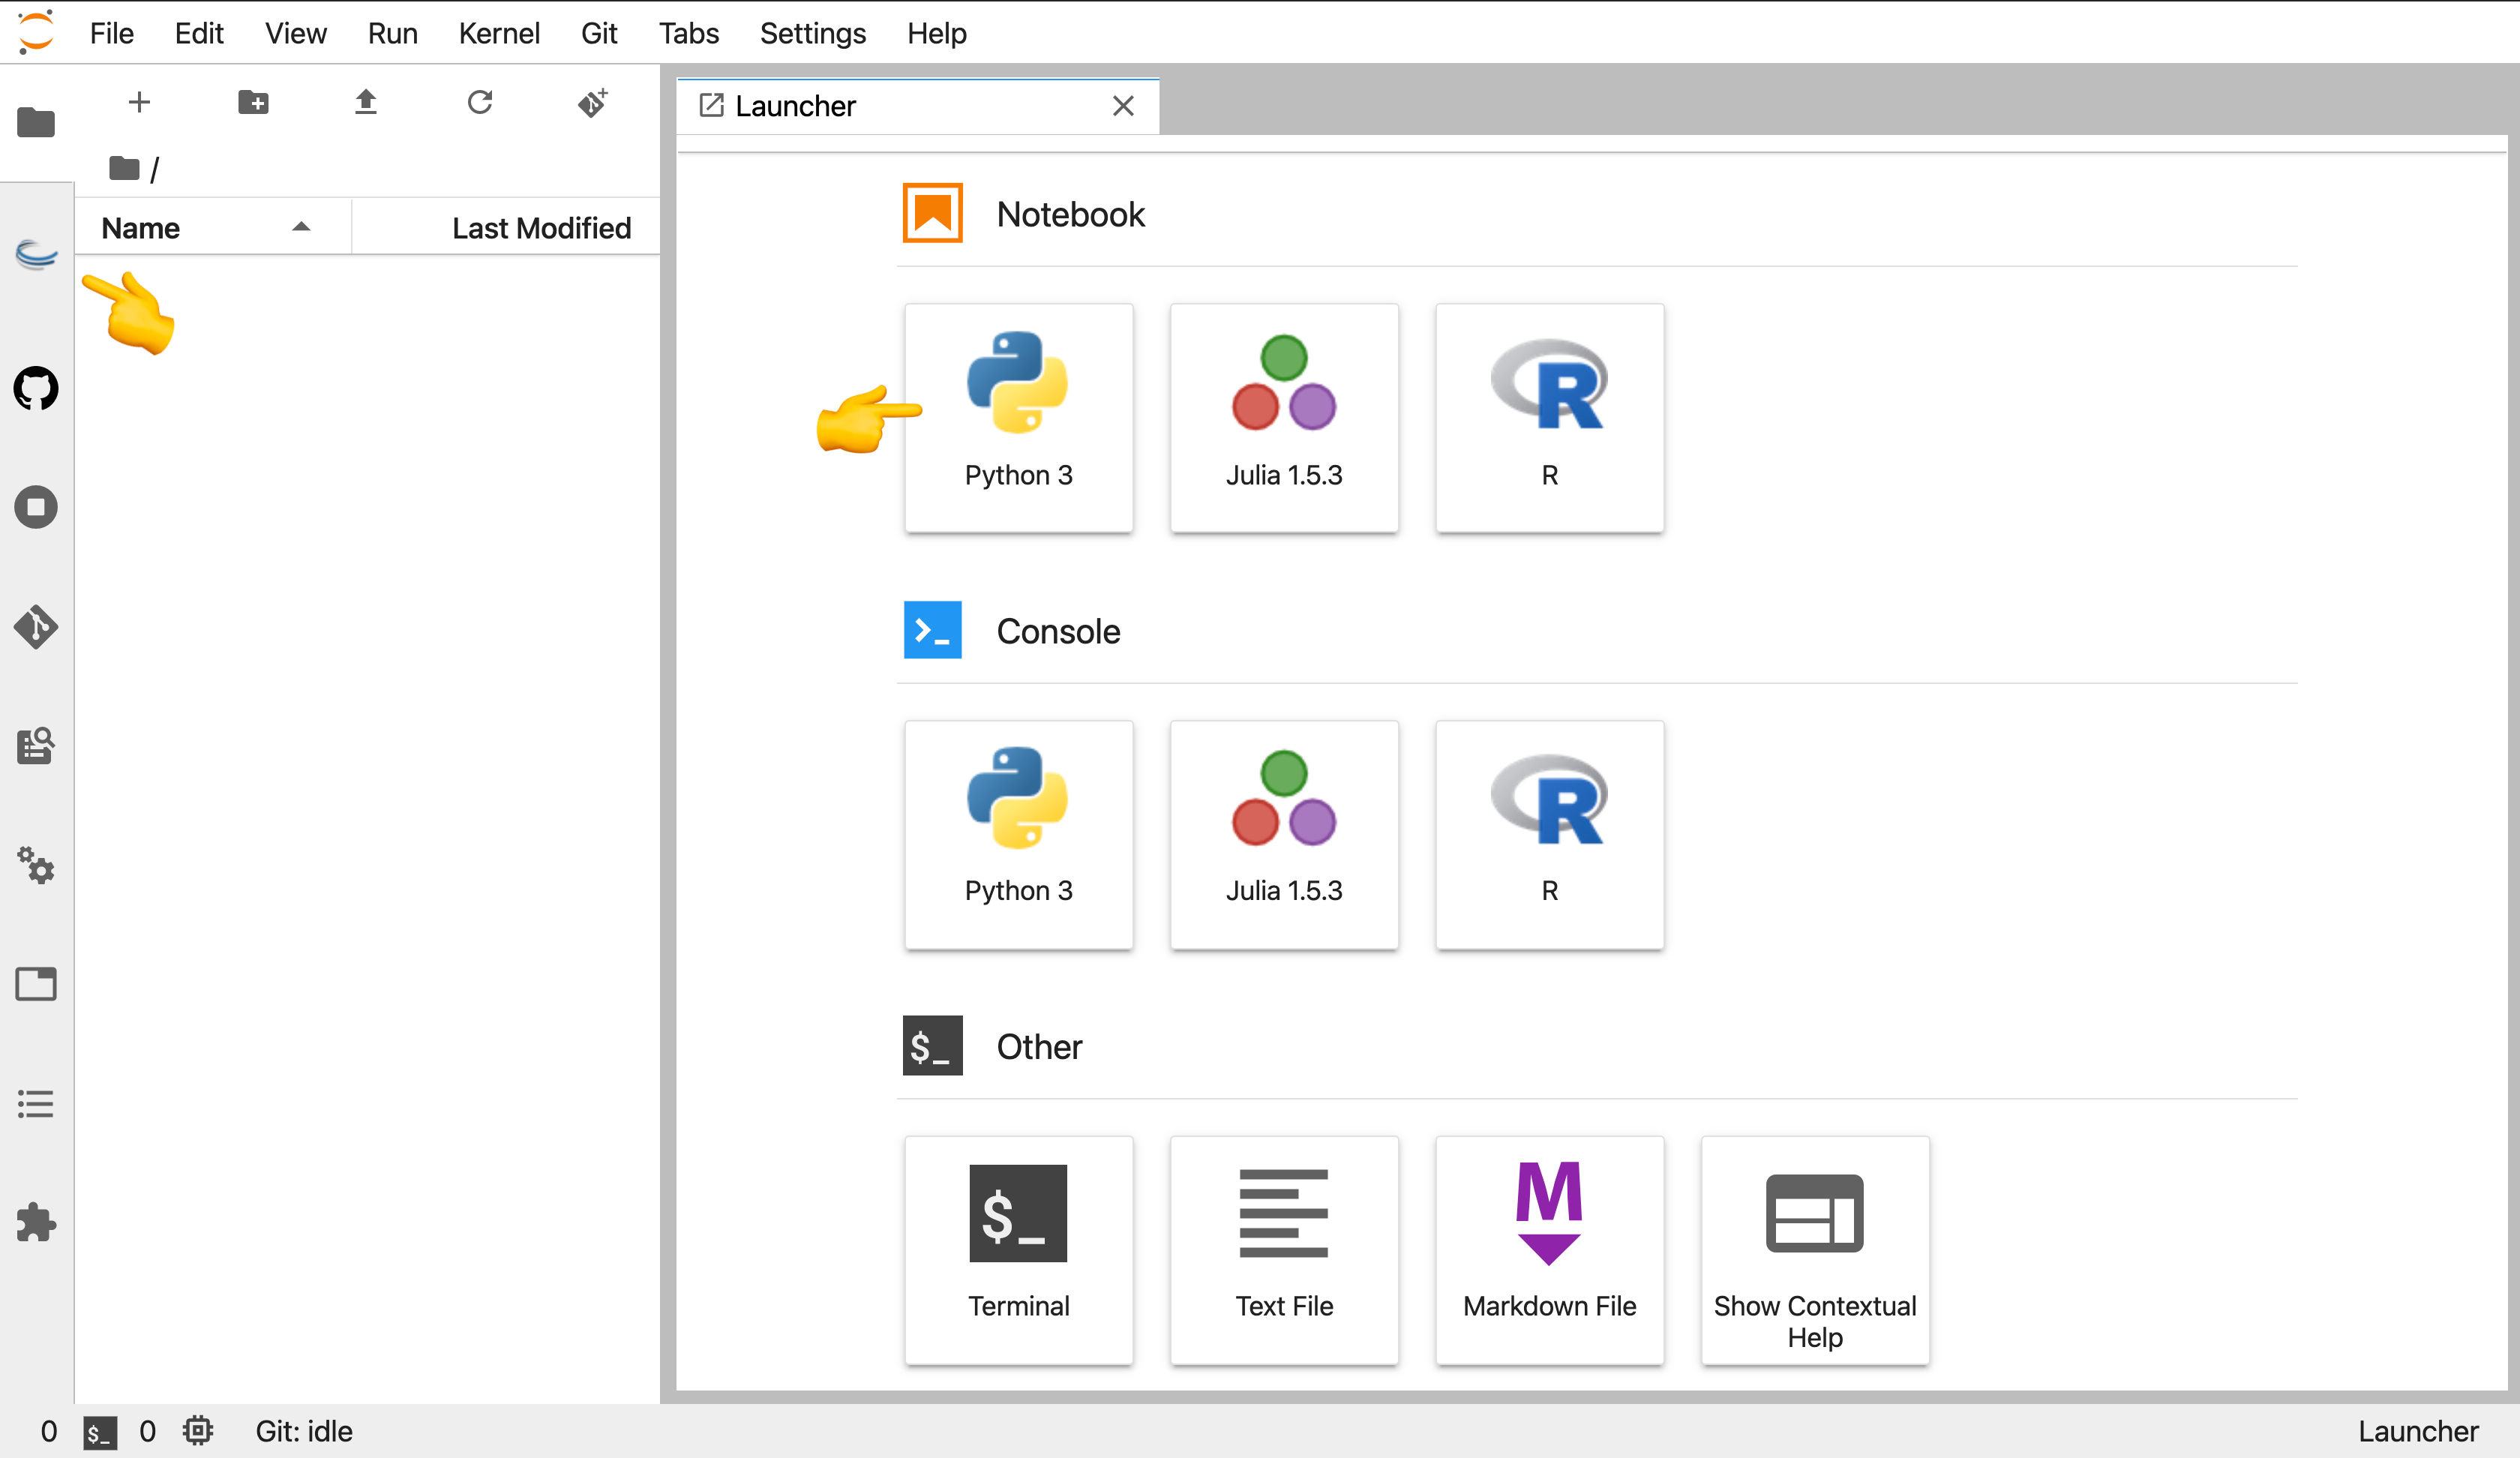 File Edit View Run Kernel Git Tabs Settings Help
Launcher
/
Name Last Modified
Notebook
Python 3 Julia 1.5.3 R
Console
Python 3 Julia 1.5.3 R
$_ Other
$_ M
Terminal Text File Markdown File Show Contextual
Help
0 $_ 0 Git: idle Launcher